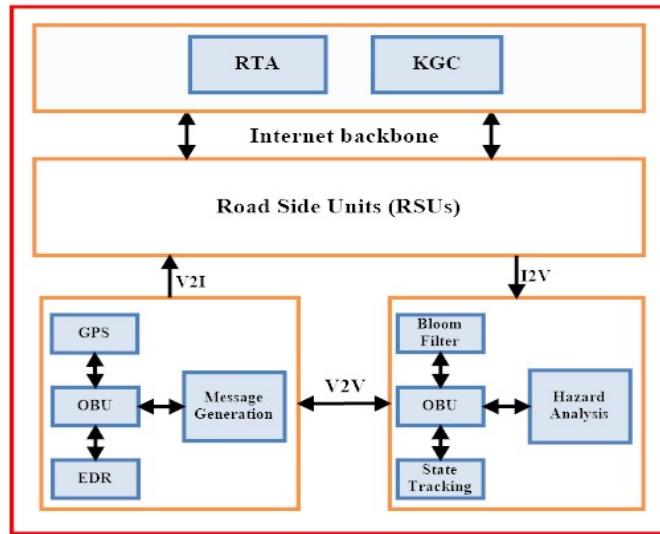 RTA
KGC
Internet backbone
Road Side Units (RSUs)
V2I
I2V
GPS
OBU
EDR
Message
Generation
V2V
Bloom
Filter
OBU
State
Tracking
Hazard
Analysis